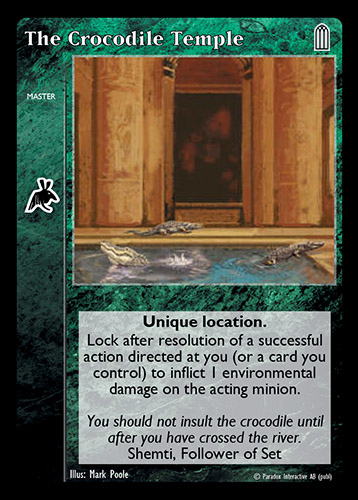 The Crocodile Temple
MASTER
Unique location.
Lock after resolution of a successful
action directed at you (or a card you
control) to inflict 1 environmental
damage on the acting minion.
You should not insult the crocodile until
after you have crossed the river.
Shemti, Follower of Set
Illus: Mark Poole
© Paradox Interactive AB (publ)